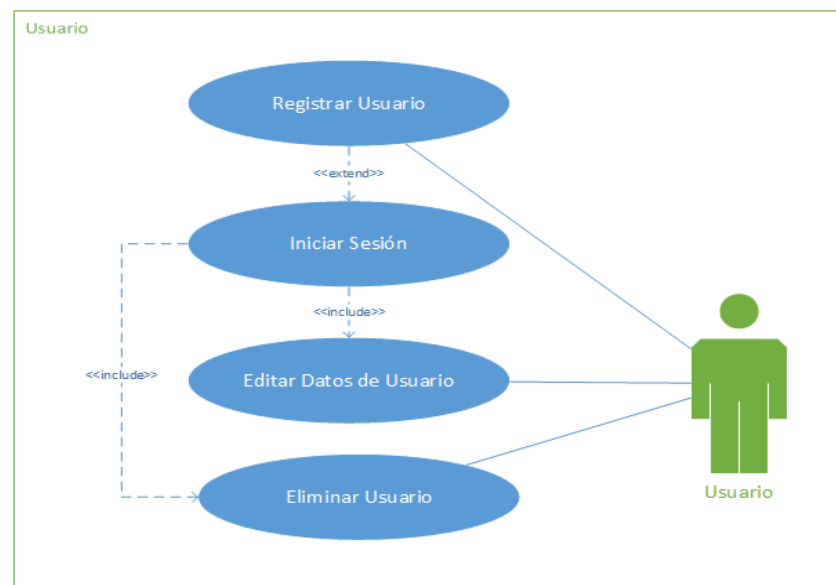 Usuario
Registrar Usuario
<<extend>>
Iniciar Sesión
<<include>>
<<include>>
Editar Datos de Usuario
Eliminar Usuario
Usuario